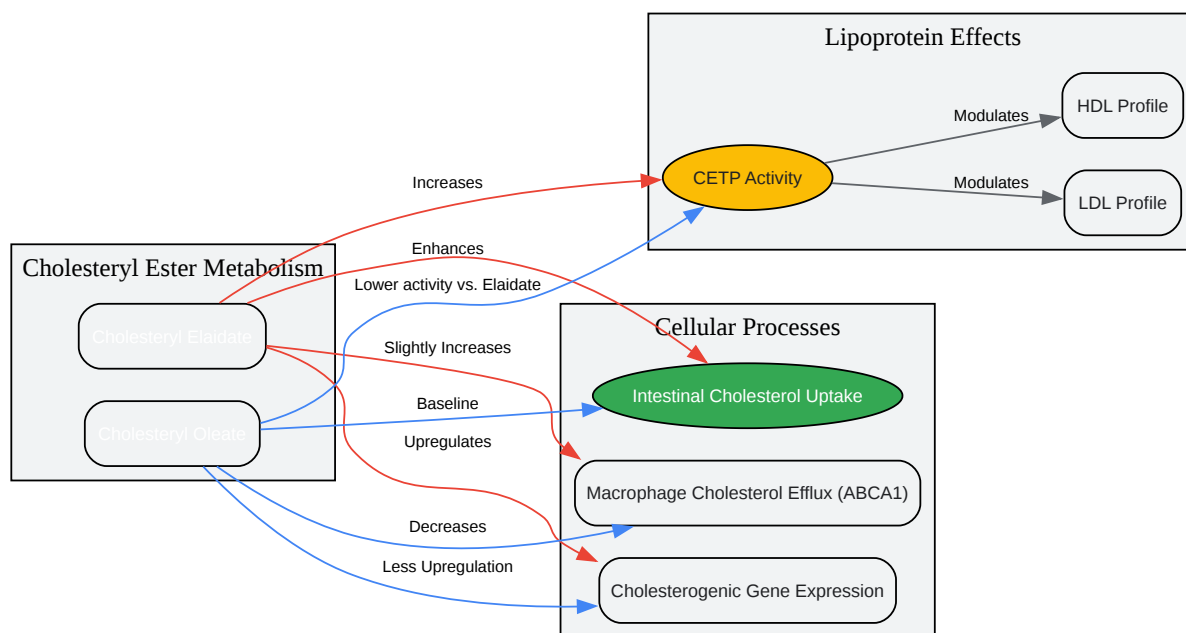 Lipoprotein Effects
HDL Profile
Modulates
CETP Activity
Modulates
LDL Profile
Increases
Enhances
Cholesteryl Ester Metabolism
Lower activity vs. Elaidate
Cholesteryl Elaidate
Slightly Increases
Cellular Processes
Intestinal Cholesterol Uptake
Baseline
Cholesteryl Oleate
Upregulates
Macrophage Cholesterol Efflux (ABCA1)
Decreases
Less Upregulation
Cholesterogenic Gene Expression